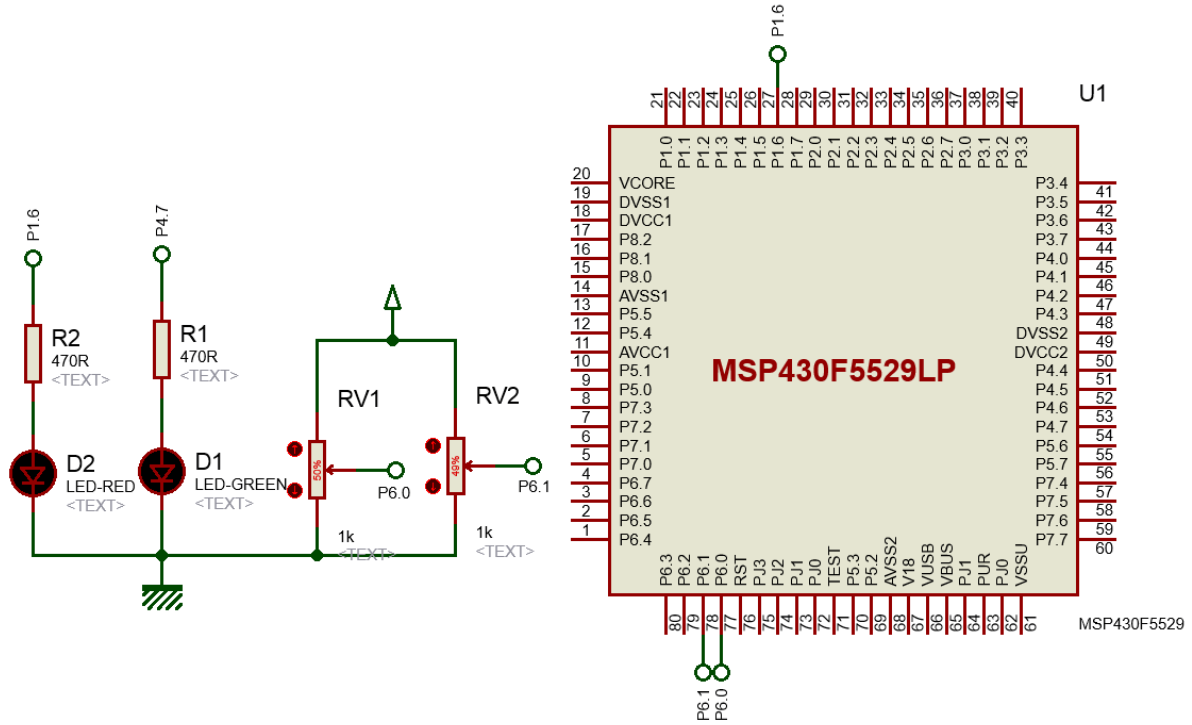 P1.6
P4.7
R2
470R
<TEXT>
R1
470R
<TEXT>
D2
LED-RED
<TEXT>
D1
LED-GREEN
<TEXT>
RV1
50%
P6.0
1k
<TEXT>
RV2
49%
P6.1
1k
<TEXT>
P1.6
U1
21 22 23 24 25 26 27 28 29 30 31 32 33 34 35 36 37 38 39 40
P1.0 P1.1 P1.2 P1.3 P1.4 P1.5 P1.6 P1.7 P2.0 P2.1 P2.2 P2.3 P2.4 P2.5 P2.6 P2.7 P3.0 P3.1 P3.2 P3.3
20 VCORE
19 DVSS1
18 DVCC1
17 P8.2
16 P8.1
15 P8.0
14 AVSS1
13 P5.5
12 P5.4
11 AVCC1
10 P5.1
9 P5.0
8 P7.3
7 P7.2
6 P7.1
5 P7.0
4 P6.7
3 P6.6
2 P6.5
1 P6.4
MSP430F5529LP
P3.4 41
P3.5 42
P3.6 43
P3.7 44
P4.0 45
P4.1 46
P4.2 47
P4.3 48
DVSS2 49
DVCC2 50
P4.4 51
P4.5 52
P4.6 53
P4.7 54
P5.6 55
P5.7 56
P7.4 57
P7.5 58
P7.6 59
P7.7 60
P6.3 P6.2 P6.1 P6.0 RST PJ3 PJ2 PJ1 PJ0 TEST P5.3 P5.2 AVSS2 V18 VUSB VBUS PJ1 PUR PJ0 VSSU
80 79 78 77 76 75 74 73 72 71 70 69 68 67 66 65 64 63 62 61
MSP430F5529
P6.1
P6.0